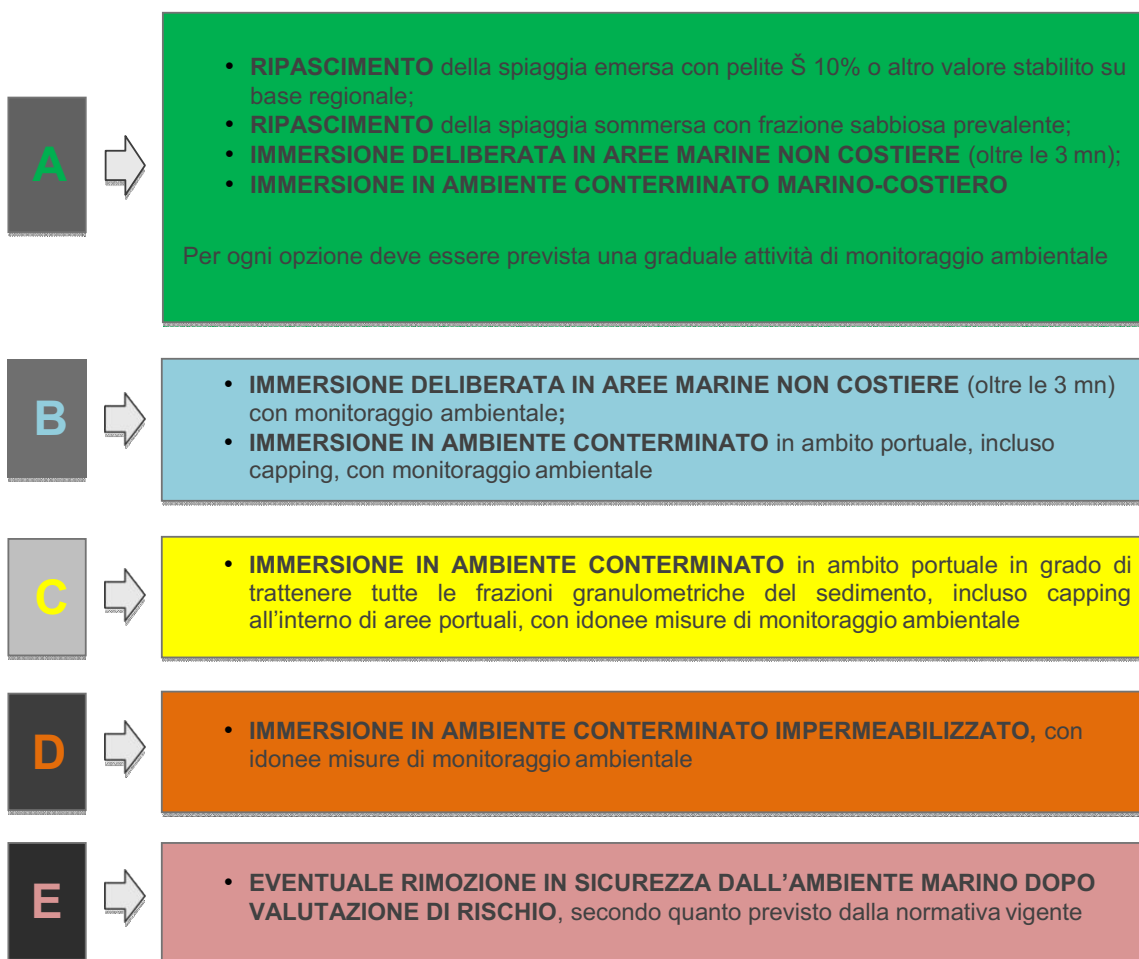 A
• RIPASCIMENTO della spiaggia emersa con pelite Š 10% o altro valore stabilito su
base regionale;
• RIPASCIMENTO della spiaggia sommersa con frazione sabbiosa prevalente;
• IMMERSIONE DELIBERATA IN AREE MARINE NON COSTIERE (oltre le 3 mn);
• IMMERSIONE IN AMBIENTE CONTERMINATO MARINO-COSTIERO
Per ogni opzione deve essere prevista una graduale attività di monitoraggio ambientale
B
• IMMERSIONE DELIBERATA IN AREE MARINE NON COSTIERE (oltre le 3 mn)
con monitoraggio ambientale;
• IMMERSIONE IN AMBIENTE CONTERMINATO in ambito portuale, incluso
capping, con monitoraggio ambientale
C
• IMMERSIONE IN AMBIENTE CONTERMINATO in ambito portuale in grado di
trattenere tutte le frazioni granulometriche del sedimento, incluso capping
all'interno di aree portuali, con idonee misure di monitoraggio ambientale
D
• IMMERSIONE IN AMBIENTE CONTERMINATO IMPERMEABILIZZATO, con
idonee misure di monitoraggio ambientale
E
• EVENTUALE RIMOZIONE IN SICUREZZA DALL'AMBIENTE MARINO DOPO
VALUTAZIONE DI RISCHIO, secondo quanto previsto dalla normativa vigente